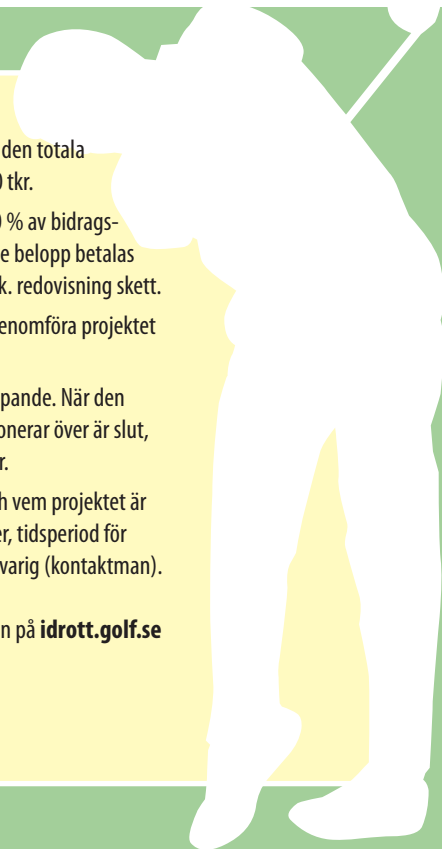 den totala
tkr.
% av bidrags-
e belopp betalas
k. redovisning skett.
enomföra projektet
pande. När den
onerar över är slut,
r.
h vem projektet är
er, tidsperiod för
varig (kontaktman).
n på idrott.golf.se